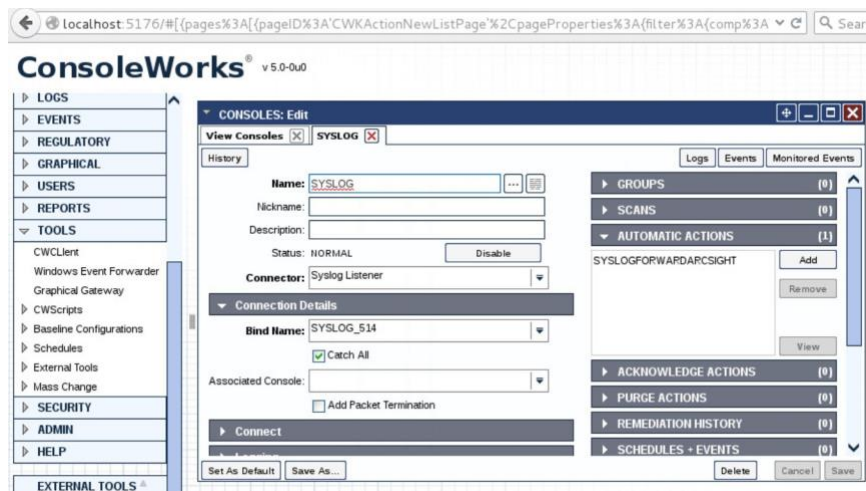 localhost:5176/#[{pages%3A[{pageID%3A'CWKActionNewListPage'%2CpageProperties%3A{filter%3A{comp%3A
Sear
ConsoleWorks® v 5.0-0u0
LOGS
EVENTS
REGULATORY
GRAPHICAL
USERS
REPORTS
TOOLS
CWCLlent
Windows Event Forwarder
Graphical Gateway
CWScripts
Baseline Configurations
Schedules
External Tools
Mass Change
SECURITY
ADMIN
HELP
EXTERNAL TOOLS
CONSOLES: Edit
View Consoles SYSLOG
History Logs Events Monitored Events
Name: SYSLOG
Nickname:
Description:
Status: NORMAL Disable
Connector: Syslog Listener
Connection Details
Bind Name: SYSLOG_514
Catch All
Associated Console:
Add Packet Termination
Connect
GROUPS (0)
SCANS (0)
AUTOMATIC ACTIONS (1)
SYSLOGFORWARDARCSIGHT
Add
Remove
View
ACKNOWLEDGE ACTIONS (0)
PURGE ACTIONS (0)
REMEDIATION HISTORY (0)
SCHEDULES + EVENTS (0)
Set As Default Save As... Delete Cancel Save